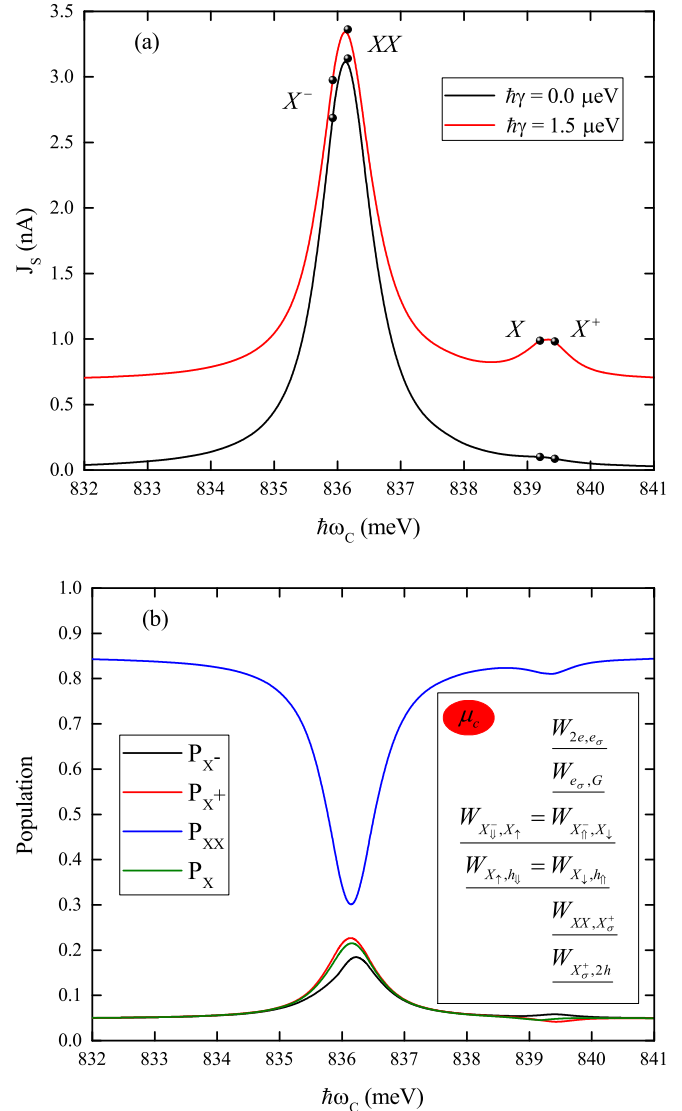 (a)
3.5
3.0
2.5
2.0
1.5
1.0
0.5
0.0
J_S (nA)
XX
X⁻
X
X⁺
ℏγ = 0.0 μeV
ℏγ = 1.5 μeV
832 833 834 835 836 837 838 839 840 841
ℏω_C (meV)
(b)
1.0
0.9
0.8
0.7
0.6
0.5
0.4
0.3
0.2
0.1
0.0
Population
P_X-
P_X+
P_XX
P_X
μ_c
W_{2e,e_σ}
W_{e_σ,G}
W_{X⁻_⇓,X_↑} = W_{X⁻_⇑,X_↓}
W_{X_↑,h_⇓} = W_{X_↓,h_⇑}
W_{XX,X⁺_σ}
W_{X⁺_σ,2h}
832 833 834 835 836 837 838 839 840 841
ℏω_C (meV)